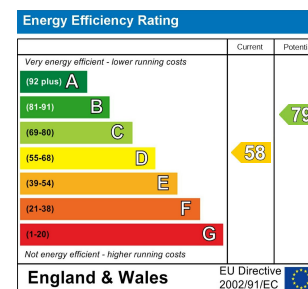 Energy Efficiency Rating
Current Potenti
Very energy efficient - lower running costs
(92 plus) A
(81-91) B
79
(69-80) C
(55-68) D
58
(39-54) E
(21-38) F
(1-20) G
Not energy efficient - higher running costs
England & Wales
EU Directive
2002/91/EC